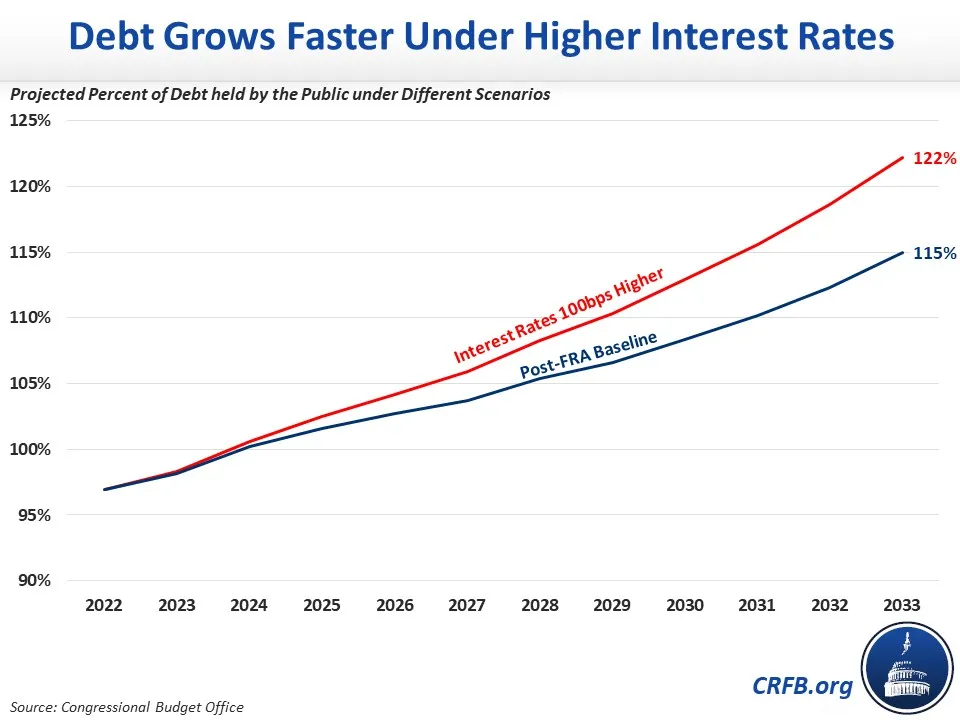 Debt Grows Faster Under Higher Interest Rates
Projected Percent of Debt held by the Public under Different Scenarios
125%
120%
115%
110%
105%
100%
95%
90%
122%
115%
Interest Rates 100bps Higher
Post-FRA Baseline
2022 2023 2024 2025 2026 2027 2028 2029 2030 2031 2032 2033
CRFB.org
Source: Congressional Budget Office